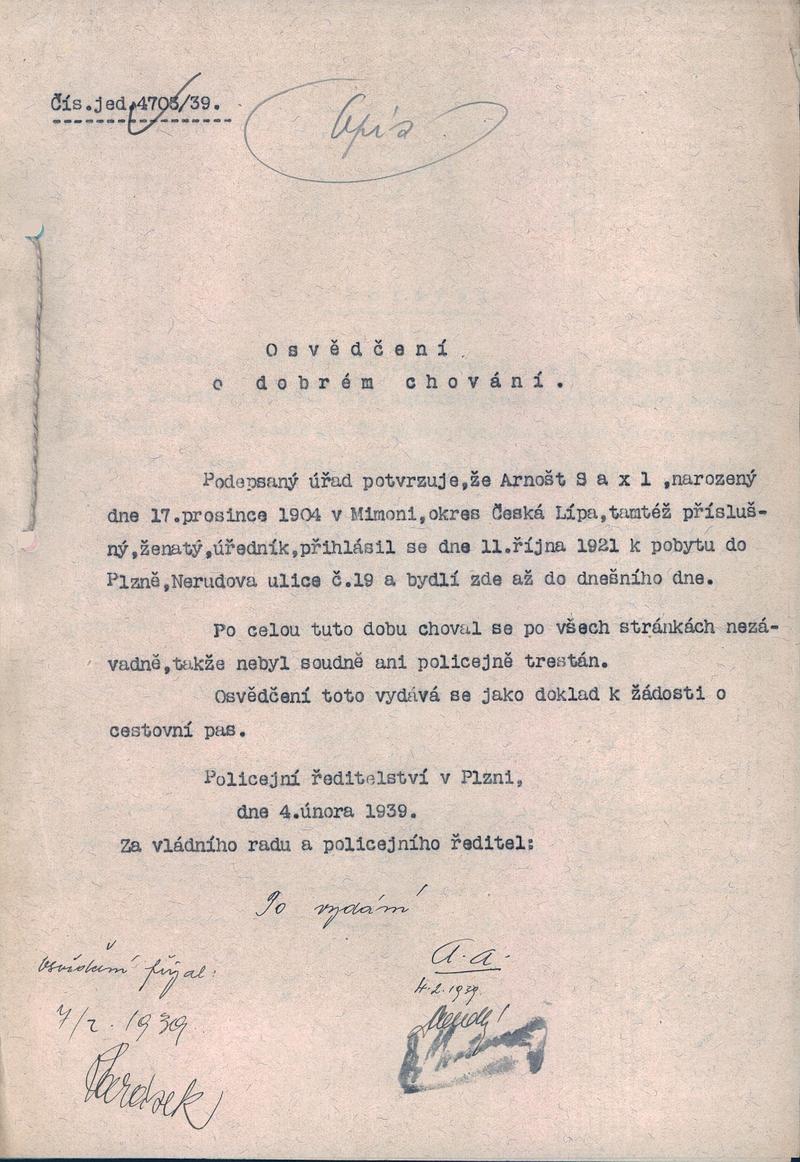 Čís.jed.4705/39.
Opis
Osvědčení
o dobrém chování.
Podepsaný úřad potvrzuje,že Arnošt S a x l ,narozený
dne 17.prosince 1904 v Mimoni,okres Česká Lípa,tamtéž přísluš-
ný,ženatý,úředník,přihlásil se dne 11.října 1921 k pobytu do
Plzně,Nerudova ulice č.19 a bydlí zde až do dnešního dne.
Po celou tuto dobu choval se po všech stránkách nezá-
vadně,takže nebyl soudně ani policejně trestán.
Osvědčení toto vydává se jako doklad k žádosti o
cestovní pas.
Policejní ředitelství v Plzni,
dne 4.února 1939.
Za vládního radu a policejního ředitel:
Po vydání
a. a.
4.2.1939.
osvědčení přijal:
7/2. 1939